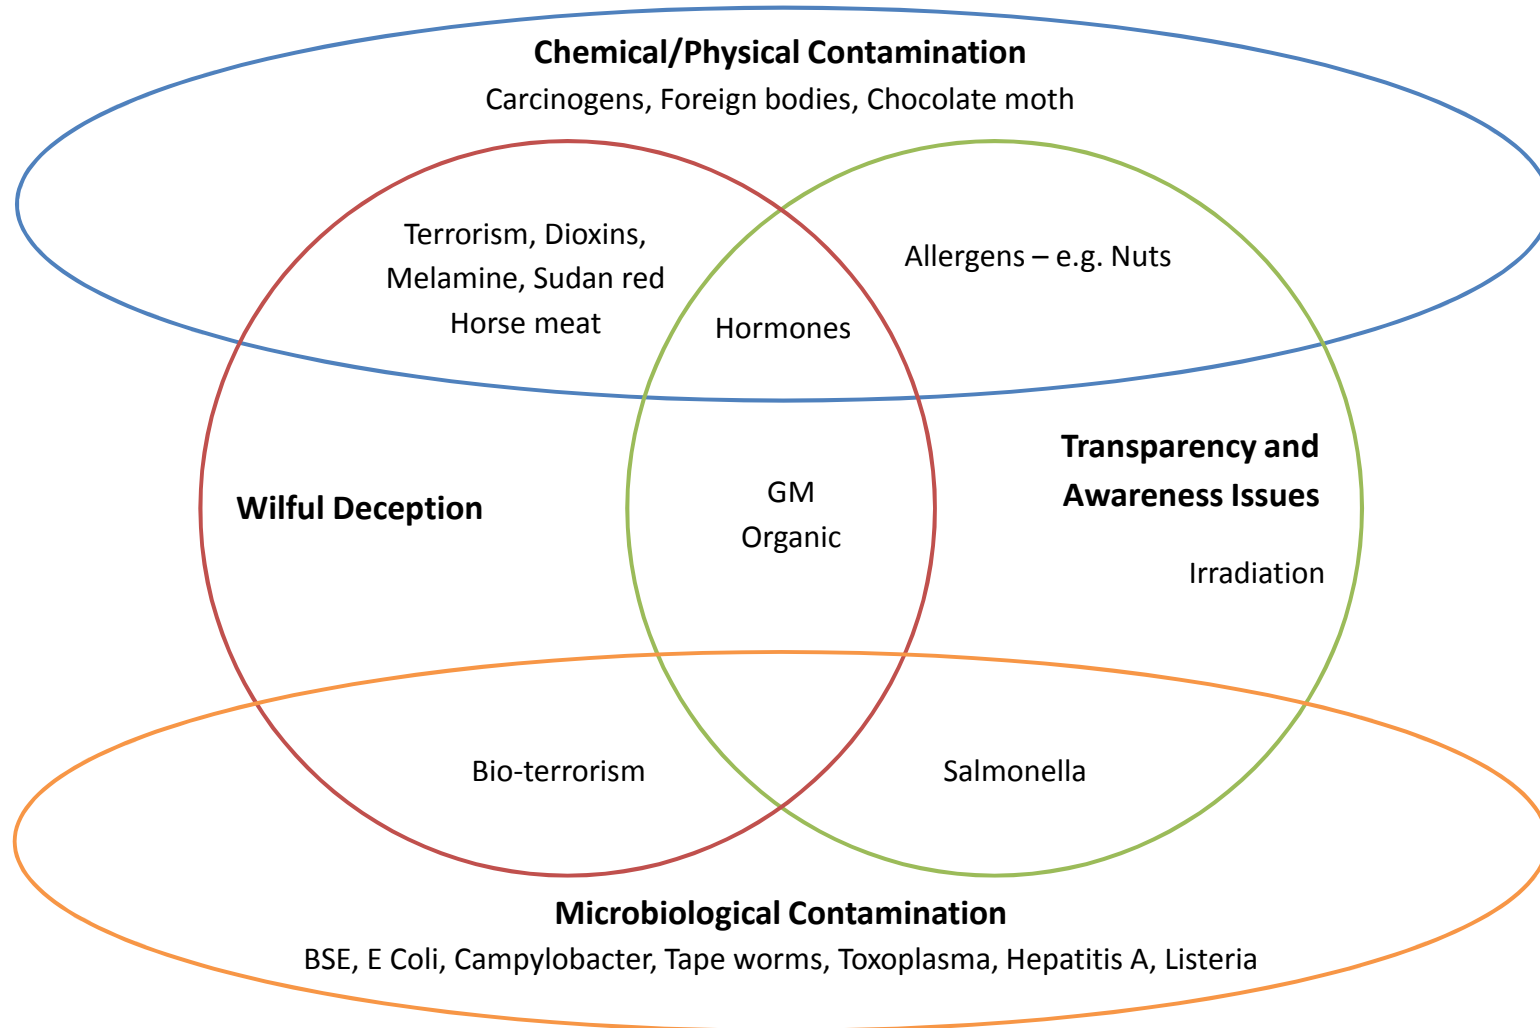 Chemical/Physical Contamination
Carcinogens, Foreign bodies, Chocolate moth
Terrorism, Dioxins,
Melamine, Sudan red
Horse meat
Allergens – e.g. Nuts
Hormones
Wilful Deception
GM
Organic
Transparency and
Awareness Issues
Irradiation
Bio-terrorism
Salmonella
Microbiological Contamination
BSE, E Coli, Campylobacter, Tape worms, Toxoplasma, Hepatitis A, Listeria